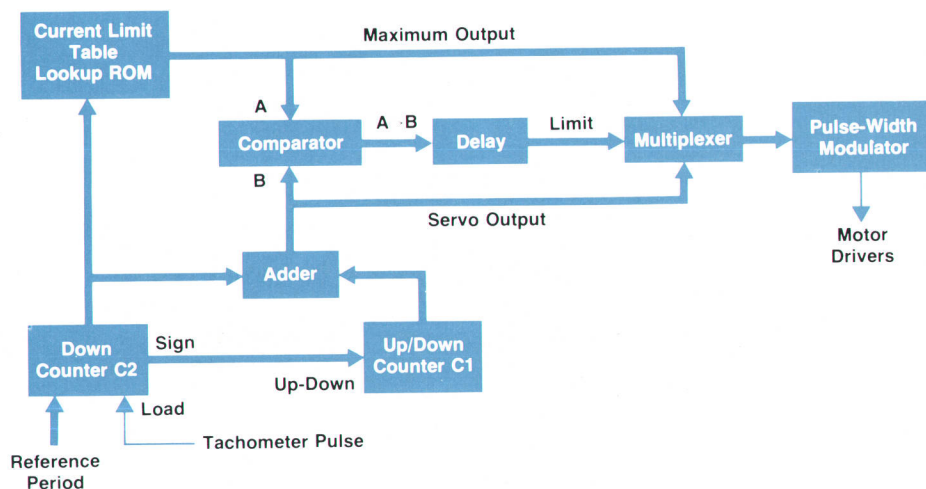 Current Limit
Table
Lookup ROM
Maximum Output
A
Comparator
A · B
Delay
Limit
Multiplexer
Pulse-Width
Modulator
B
Servo Output
Motor
Drivers
Adder
Down
Counter C2
Sign
Up-Down
Up/Down
Counter C1
Load
Tachometer Pulse
Reference
Period